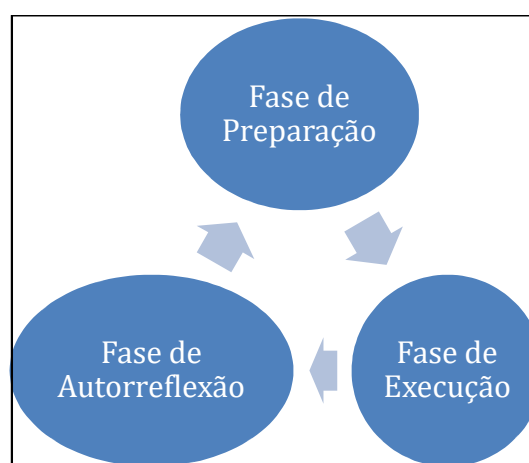 Fase de
Preparação
Fase de
Execução
Fase de
Autorreflexão